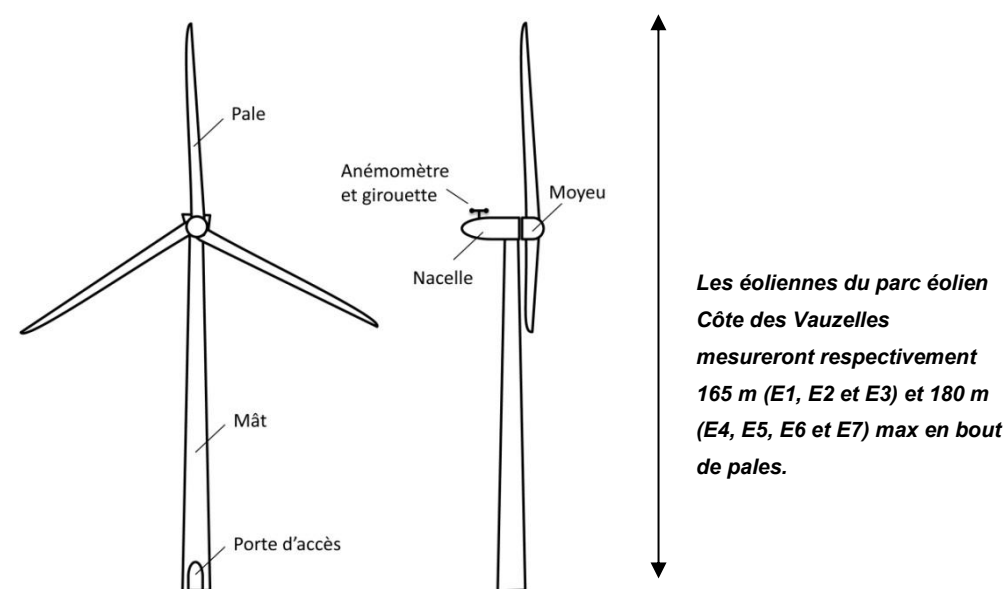 Pale
Anémomètre
et girouette
Moyeu
Nacelle
Les éoliennes du parc éolien
Côte des Vauzelles
mesureront respectivement
165 m (E1, E2 et E3) et 180 m
(E4, E5, E6 et E7) max en bout
de pales.
Mât
Porte d'accès